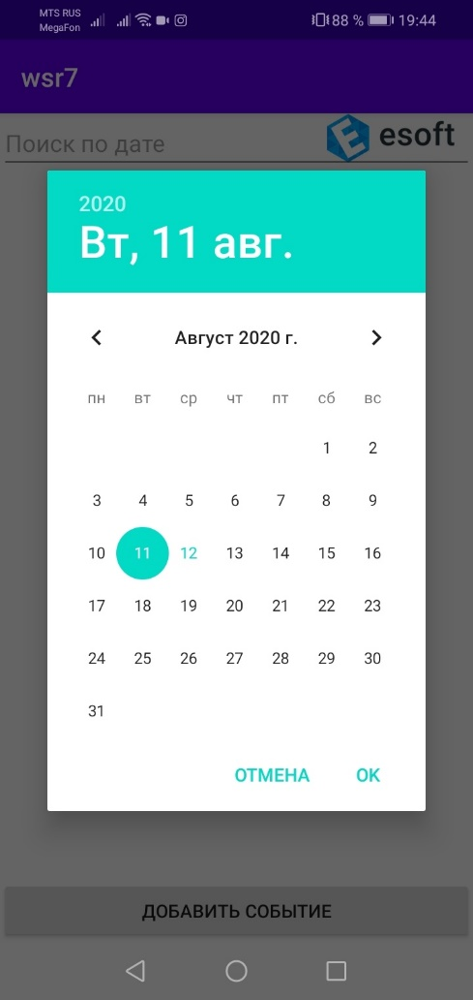 MTS RUS
MegaFon
88 %
19:44
wsr7
Поиск по дате
esoft
2020
Вт, 11 авг.
Август 2020 г.
пн вт ср чт пт сб вс
1 2
3 4 5 6 7 8 9
10 11 12 13 14 15 16
17 18 19 20 21 22 23
24 25 26 27 28 29 30
31
ОТМЕНА OK
ДОБАВИТЬ СОБЫТИЕ